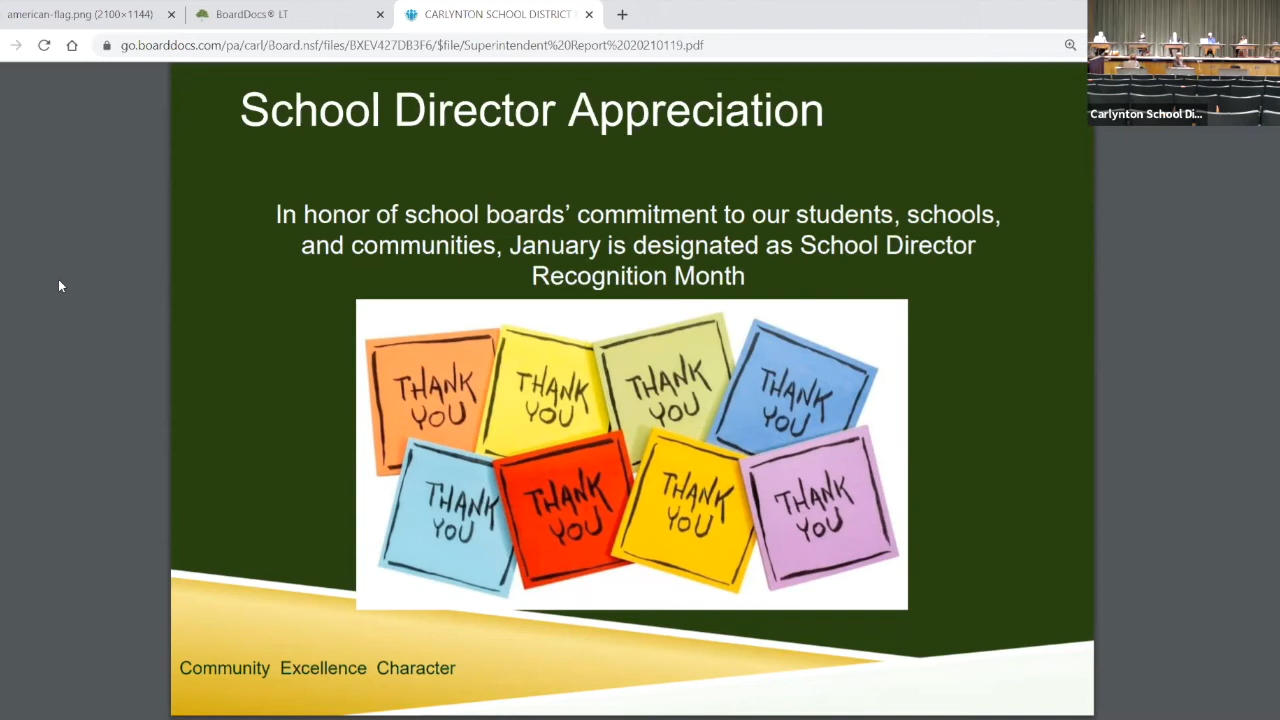 american-flag.png (2100×1144)
BoardDocs® LT
CARLYNTON SCHOOL DISTRICT
go.boarddocs.com/pa/carl/Board.nsf/files/BXEV427DB3F6/$file/Superintendent%20Report%2020210119.pdf
Carlynton School Di...
School Director Appreciation
In honor of school boards’ commitment to our students, schools,
and communities, January is designated as School Director
Recognition Month
THANK
YOU
THANK
YOU
THANK
YOU
THANK
YOU
THANK
YOU
THANK
YOU
THANK
YOU
THANK
YOU
Community Excellence Character